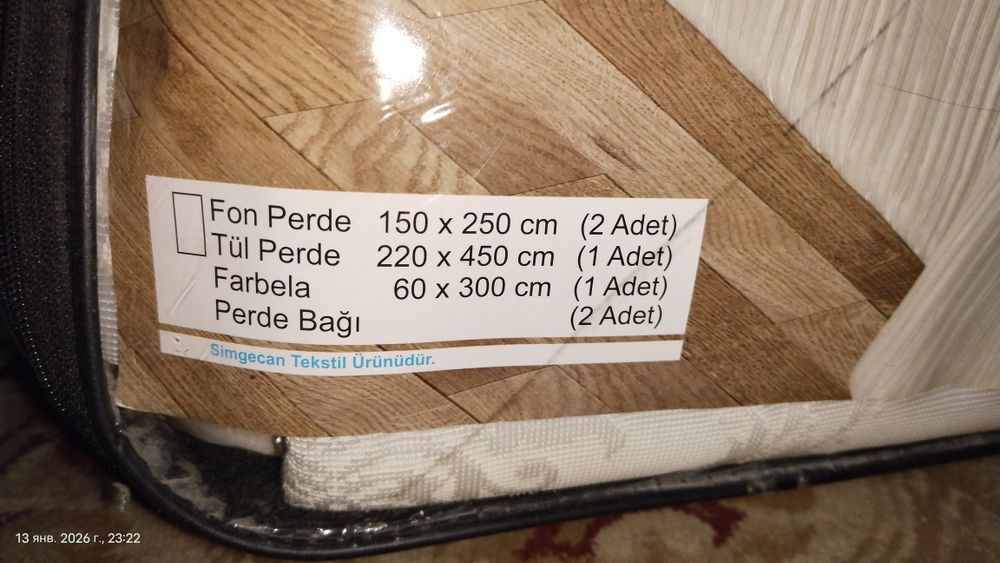 Fon Perde 150 x 250 cm (2 Adet)
Tül Perde 220 x 450 cm (1 Adet)
Farbela 60 x 300 cm (1 Adet)
Perde Bağı (2 Adet)
Simgecan Tekstil Ürünüdür.
13 янв. 2026 г., 23:22